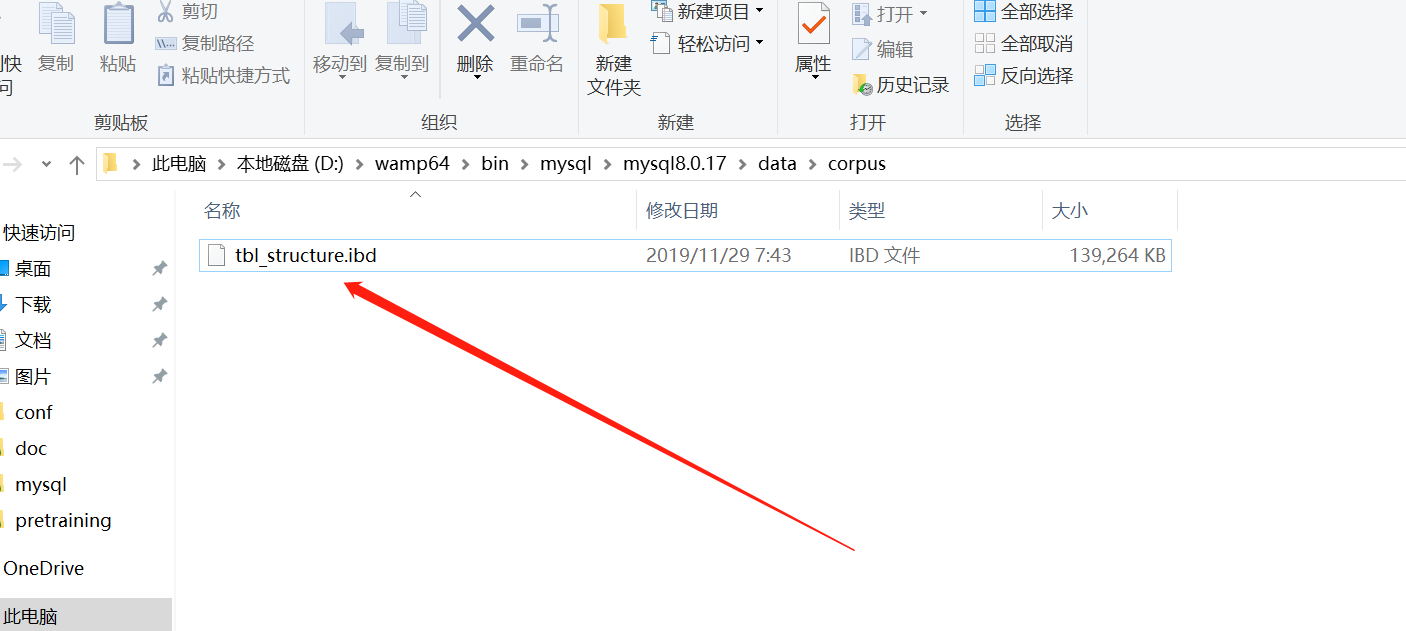 剪切
新建项目
打开
全部选择
复制路径
轻松访问
编辑
全部取消
快
复制
粘贴
移动到
复制到
删除
重命名
新建
属性
问
粘贴快捷方式
文件夹
历史记录
反向选择
剪贴板
组织
新建
打开
选择
此电脑 本地磁盘 (D:) wamp64 bin mysql mysql8.0.17 data corpus
名称 修改日期 类型 大小
tbl_structure.ibd 2019/11/29 7:43 IBD 文件 139,264 KB
快速访问
桌面
下载
文档
图片
conf
doc
mysql
pretraining
OneDrive
此电脑